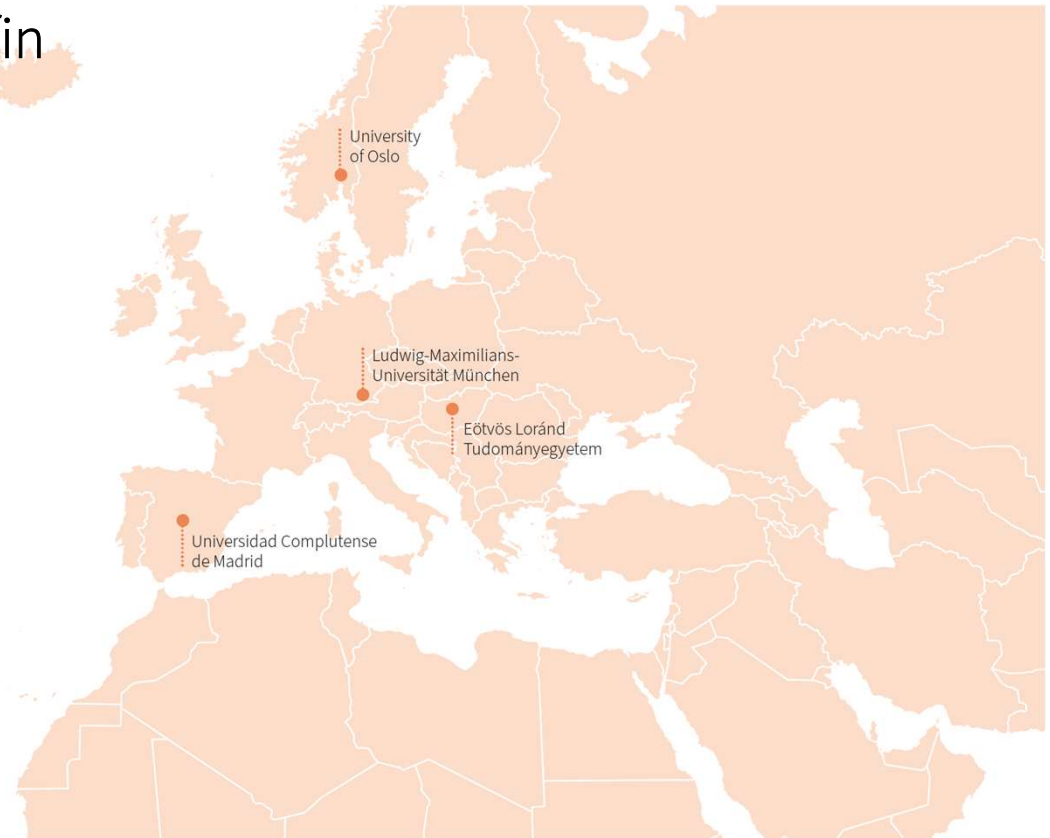 in
University
of Oslo
Ludwig-Maximilians-
Universität München
Eötvös Loránd
Tudományegyetem
Universidad Complutense
de Madrid